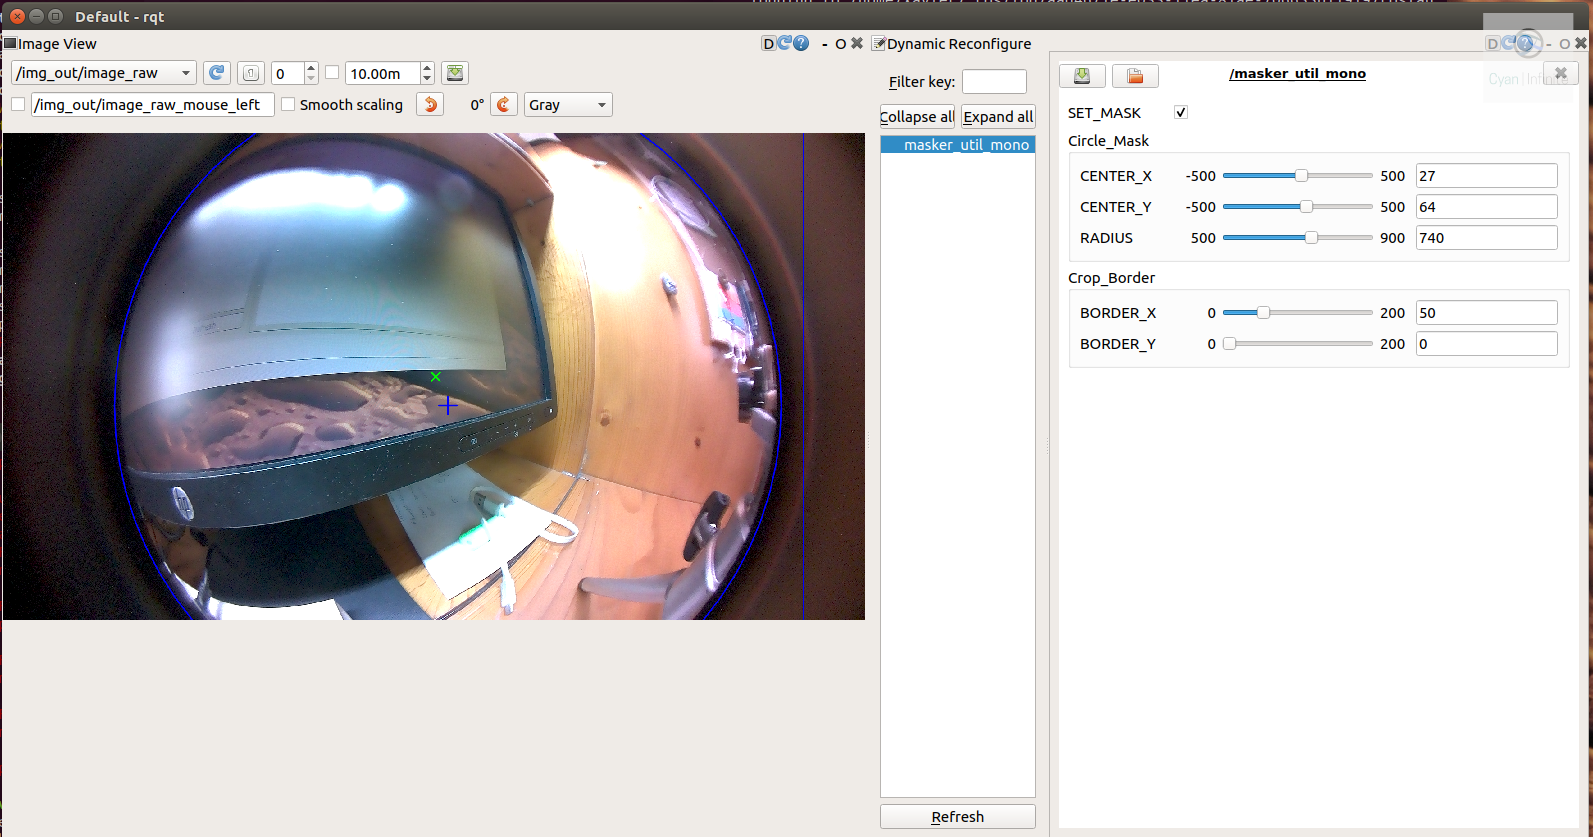 Default - rqt
Image View
D
- O
/img_out/image_raw
0
10.00m
/img_out/image_raw_mouse_left
Smooth scaling
0°
Gray
Dynamic Reconfigure
D
- O
Filter key:
Collapse all
Expand all
masker_util_mono
Refresh
/masker_util_mono
Cyan | Infinite
SET_MASK
Circle_Mask
CENTER_X -500 500 27
CENTER_Y -500 500 64
RADIUS 500 900 740
Crop_Border
BORDER_X 0 200 50
BORDER_Y 0 200 0